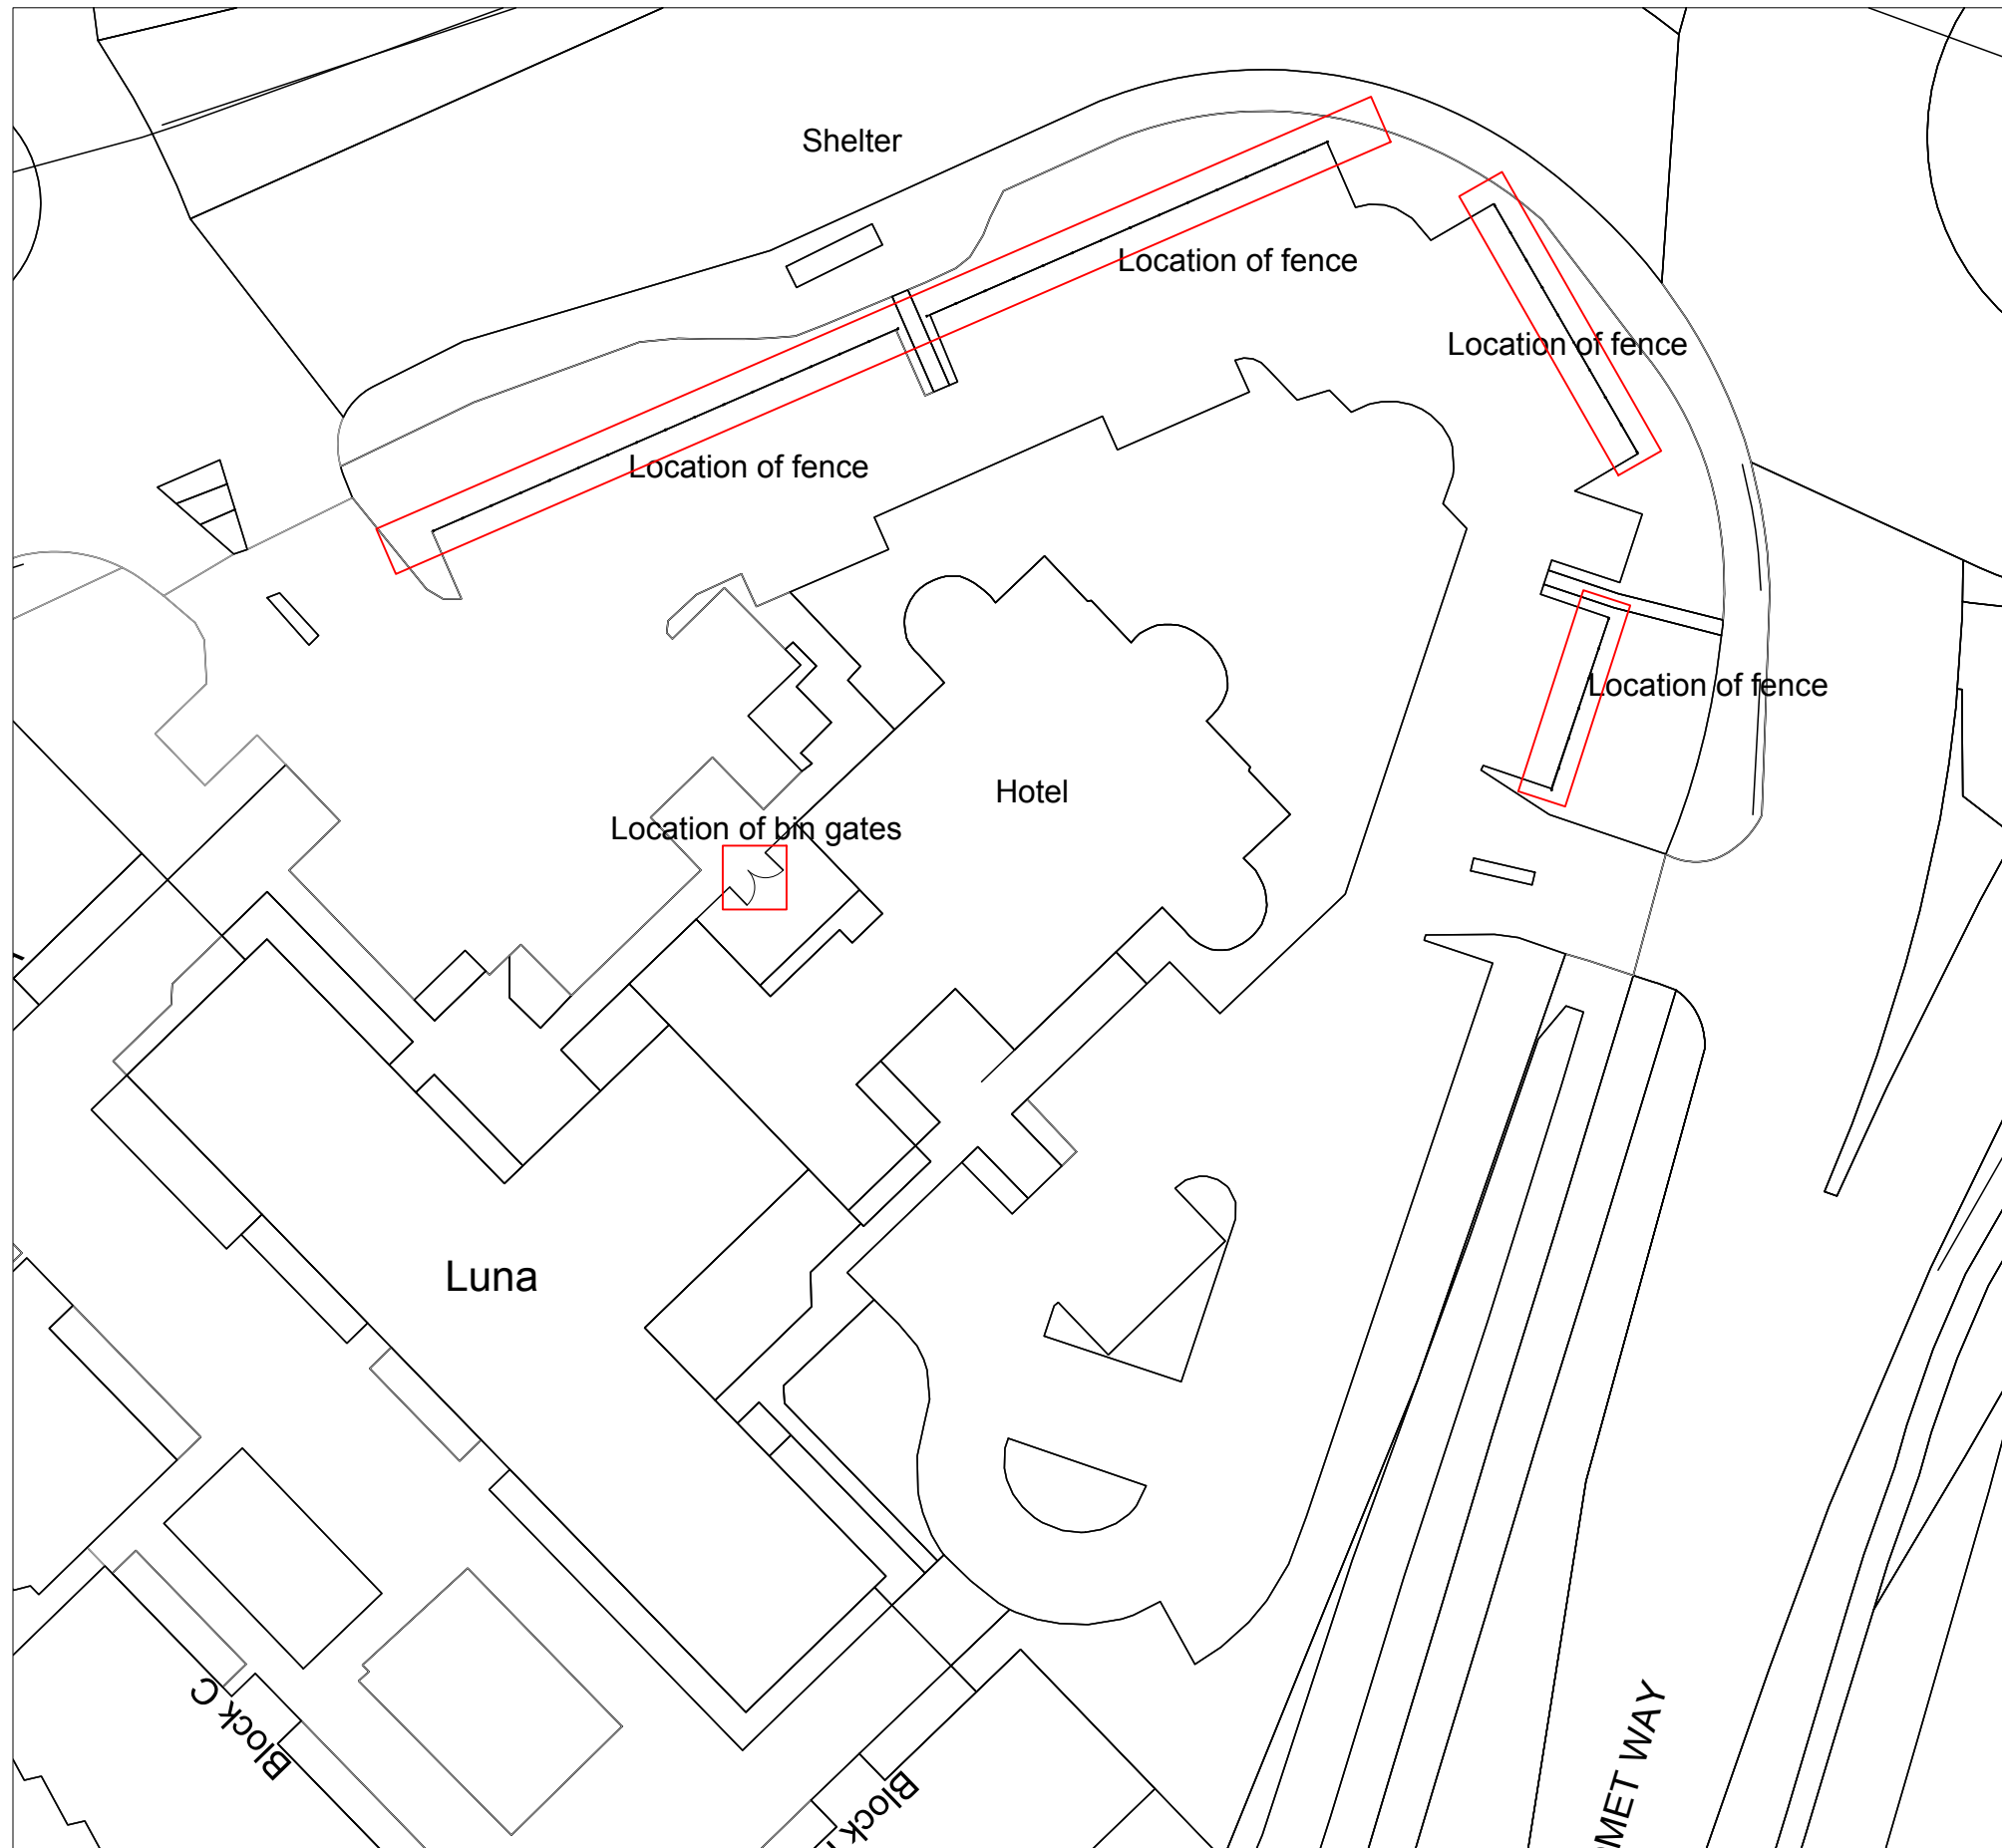 Shelter
Location of fence
Location of fence
Location of fence
Location of fence
Hotel
Location of bin gates
Luna
Block C
Block
MET WAY